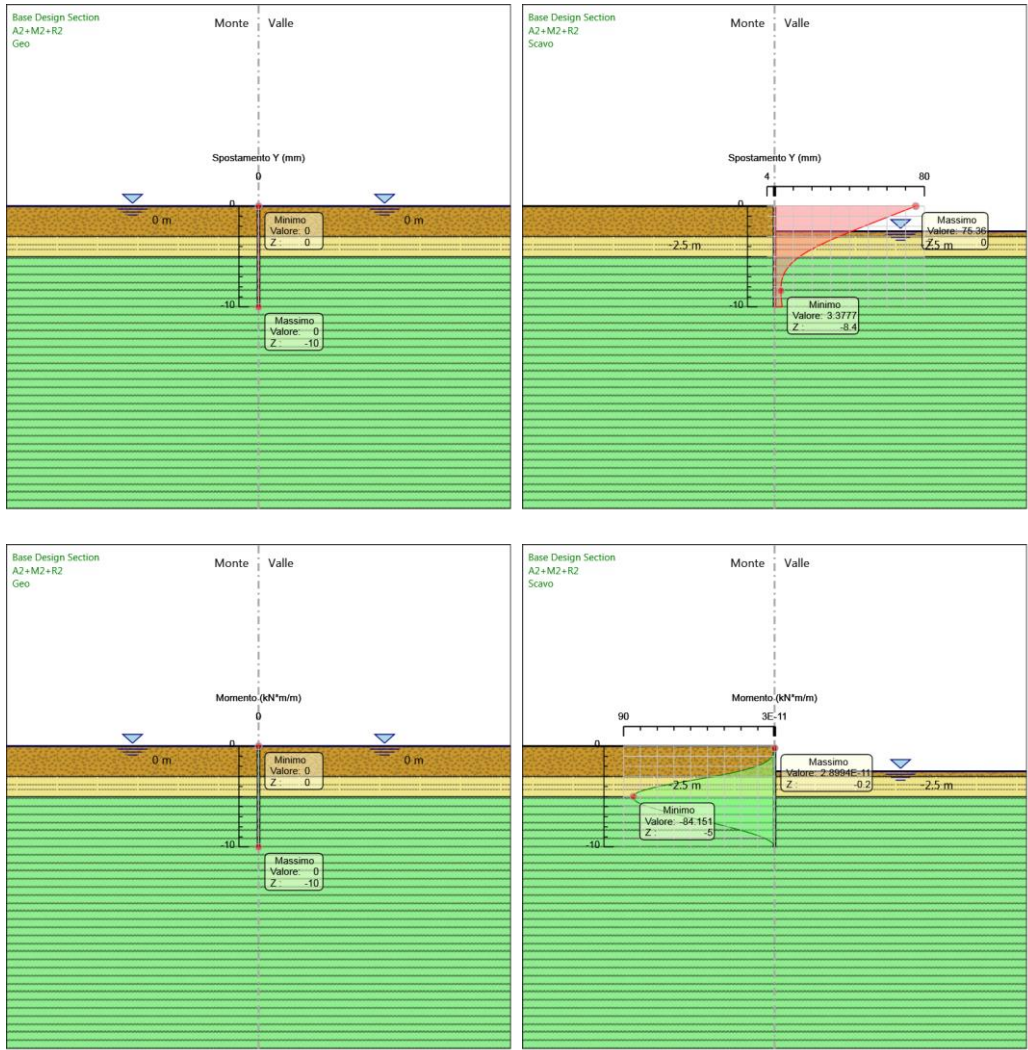 Base Design Section
A2+M2+R2
Geo
Monte
Valle
Spostamento Y (mm)
0
0
-10
0 m
0 m
Minimo
Valore: 0
Z : 0
Massimo
Valore: 0
Z : -10
Base Design Section
A2+M2+R2
Scavo
Monte
Valle
Spostamento Y (mm)
4
80
0
-10
-2.5 m
-2.5 m
Massimo
Valore: 75.36
Z : 0
Minimo
Valore: 3.3777
Z : -8.4
Base Design Section
A2+M2+R2
Geo
Monte
Valle
Momento (kN*m/m)
0
0
-10
0 m
0 m
Minimo
Valore: 0
Z : 0
Massimo
Valore: 0
Z : -10
Base Design Section
A2+M2+R2
Scavo
Monte
Valle
Momento (kN*m/m)
90
3E-11
0
-10
-2.5 m
-2.5 m
Massimo
Valore: 2.8994E-11
Z : -0.2
Minimo
Valore: -84.151
Z : -5